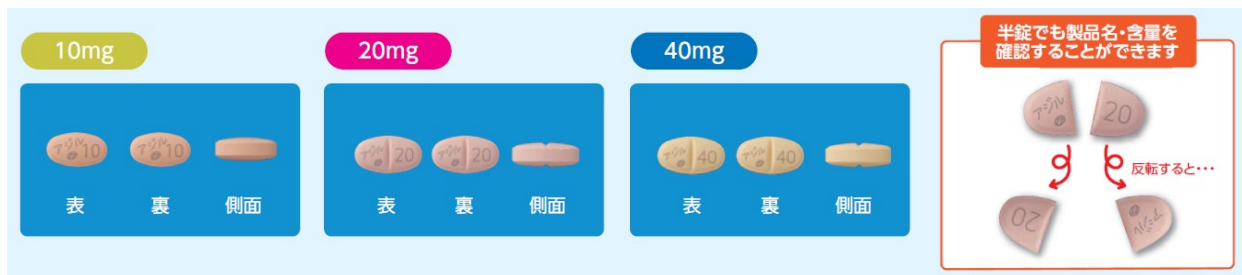 10mg
アジル 10
アジル 10
表 裏 側面
20mg
アジル 20
アジル 20
表 裏 側面
40mg
アジル 40
アジル 40
表 裏 側面
半錠でも製品名・含量を
確認することができます
アジル 20
反転すると・・・
20 アジル